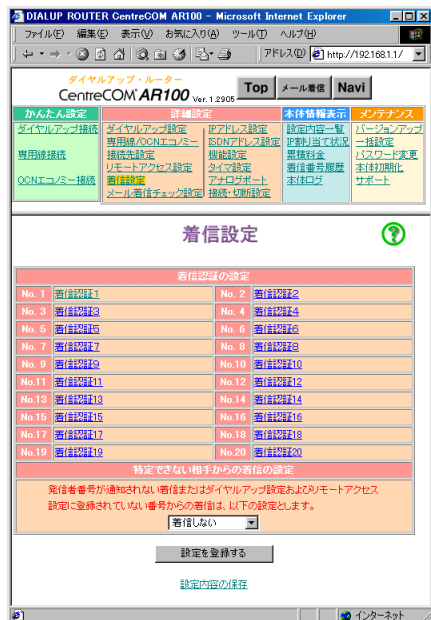 DIALUP ROUTER CentreCOM AR100 - Microsoft Internet Explorer
ファイル(F) 編集(E) 表示(V) お気に入り(A) ツール(T) ヘルプ(H)
アドレス(D) http://192.168.1.1/
ダイヤルアップ・ルーター
CentreCOM AR100 Ver.1.2905 Top メール着信 Navi
かんたん設定 詳細設定 本体情報表示 メンテナンス
ダイヤルアップ接続 ダイヤルアップ設定 IPアドレス設定 設定内容一覧 バージョンアップ
専用線/OCNエコノミー ISDNアドレス設定 IP割り当て状況 一括設定
専用線接続 接続先設定 機能設定 累積料金 パスワード変更
リモートアクセス設定 タイマ設定 着信番号履歴 本体初期化
OCNエコノミー接続 着信設定 アナログポート 本体ログ サポート
メール着信チェック設定 接続・切断設定
着信設定
着信認証の設定
No. 1 着信認証1 No. 2 着信認証2
No. 3 着信認証3 No. 4 着信認証4
No. 5 着信認証5 No. 6 着信認証6
No. 7 着信認証7 No. 8 着信認証8
No. 9 着信認証9 No.10 着信認証10
No.11 着信認証11 No.12 着信認証12
No.13 着信認証13 No.14 着信認証14
No.15 着信認証15 No.16 着信認証16
No.17 着信認証17 No.18 着信認証18
No.19 着信認証19 No.20 着信認証20
特定できない相手からの着信の設定
発信者番号が通知されない着信またはダイヤルアップ設定およびリモートアクセス
設定に登録されていない番号からの着信は、以下の設定とします。
着信しない
設定を登録する
設定内容の保存
インターネット